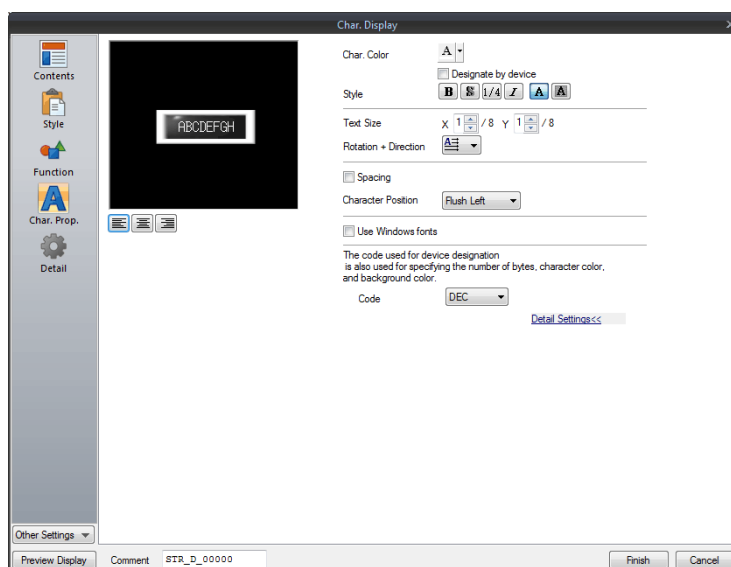 Char. Display
Contents
Style
Function
Char. Prop.
Detail
Other Settings
Preview Display
ABCDEFGH
Char. Color A
Designate by device
Style B S 1/4 I A A
Text Size X 1 / 8 Y 1 / 8
Rotation + Direction A
Spacing
Character Position Flush Left
Use Windows fonts
The code used for device designation
is also used for specifying the number of bytes, character color,
and background color.
Code DEC
Detail Settings<<
Comment STR_D_00000
Finish Cancel